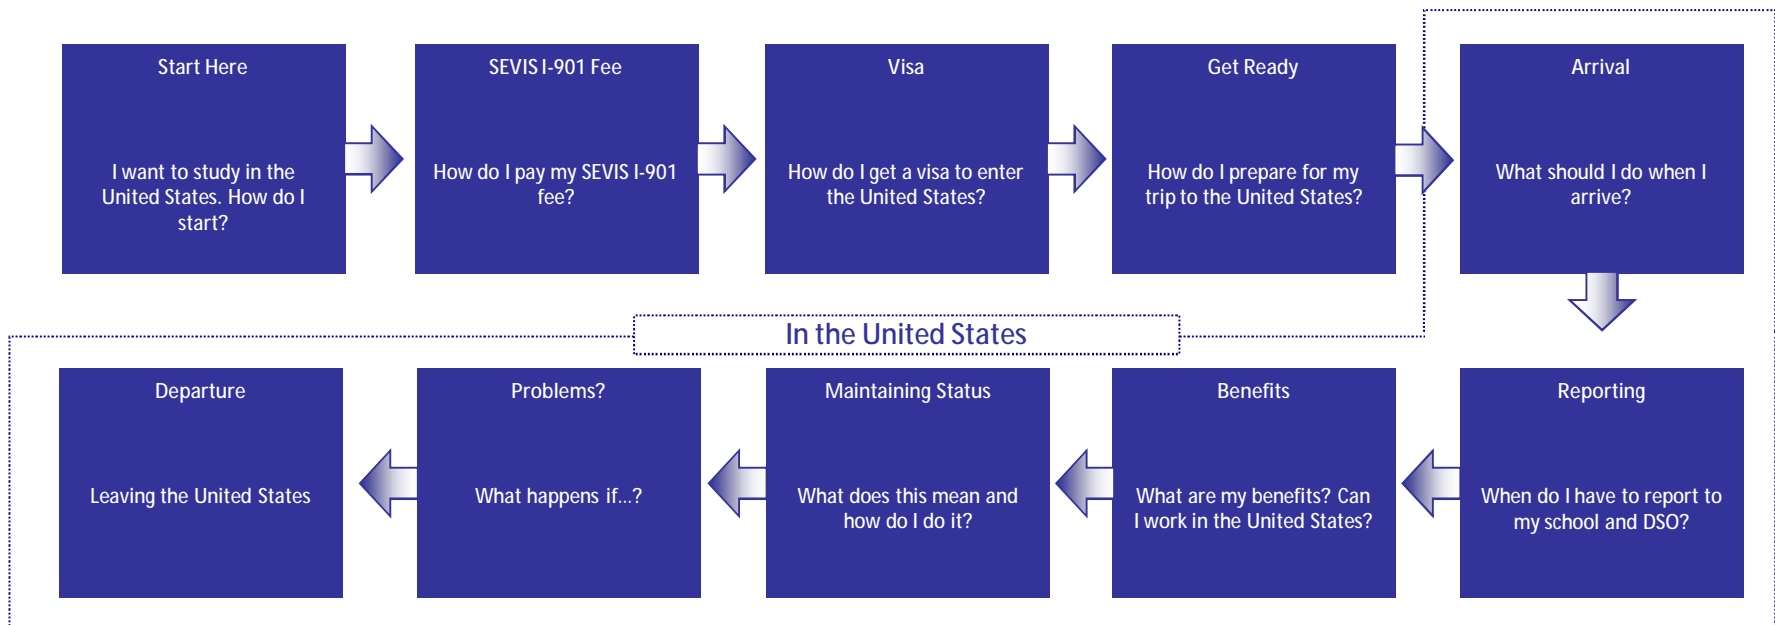 Start Here
I want to study in the
United States. How do I
start?
SEVIS I-901 Fee
How do I pay my SEVIS I-901
fee?
Visa
How do I get a visa to enter
the United States?
Get Ready
How do I prepare for my
trip to the United States?
Arrival
What should I do when I
arrive?
In the United States
Departure
Leaving the United States
Problems?
What happens if...?
Maintaining Status
What does this mean and
how do I do it?
Benefits
What are my benefits? Can
I work in the United States?
Reporting
When do I have to report to
my school and DSO?